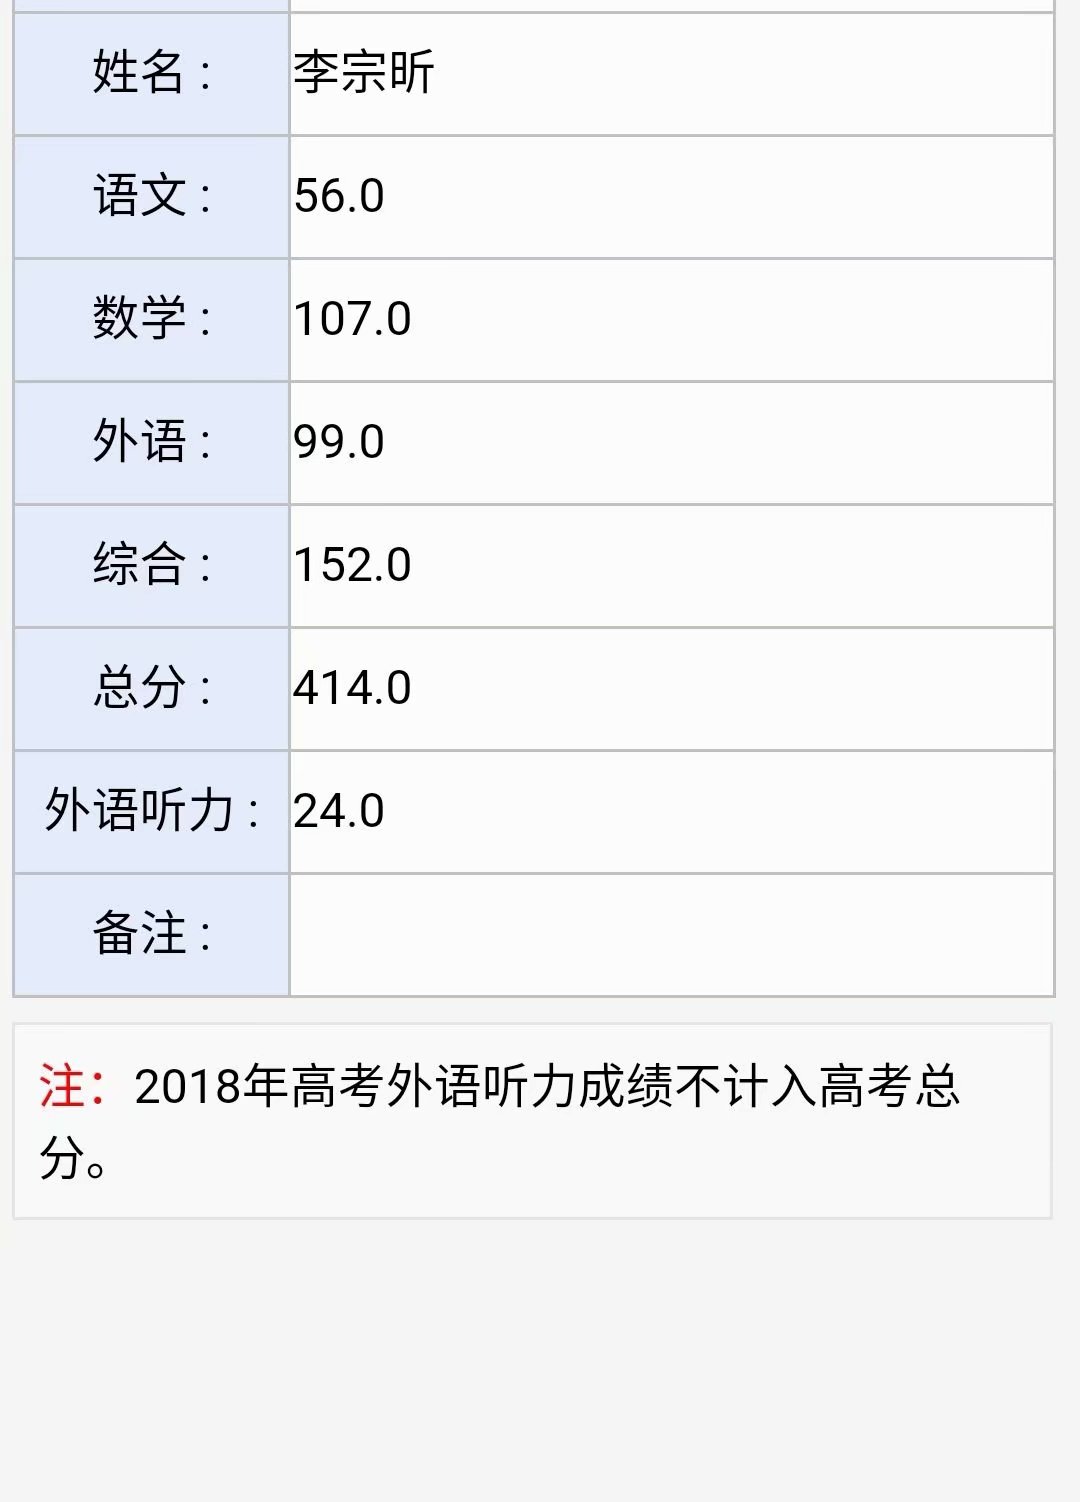 姓名： 李宗昕
语文： 56.0
数学： 107.0
外语： 99.0
综合： 152.0
总分： 414.0
外语听力： 24.0
备注：
注：2018年高考外语听力成绩不计入高考总
分。